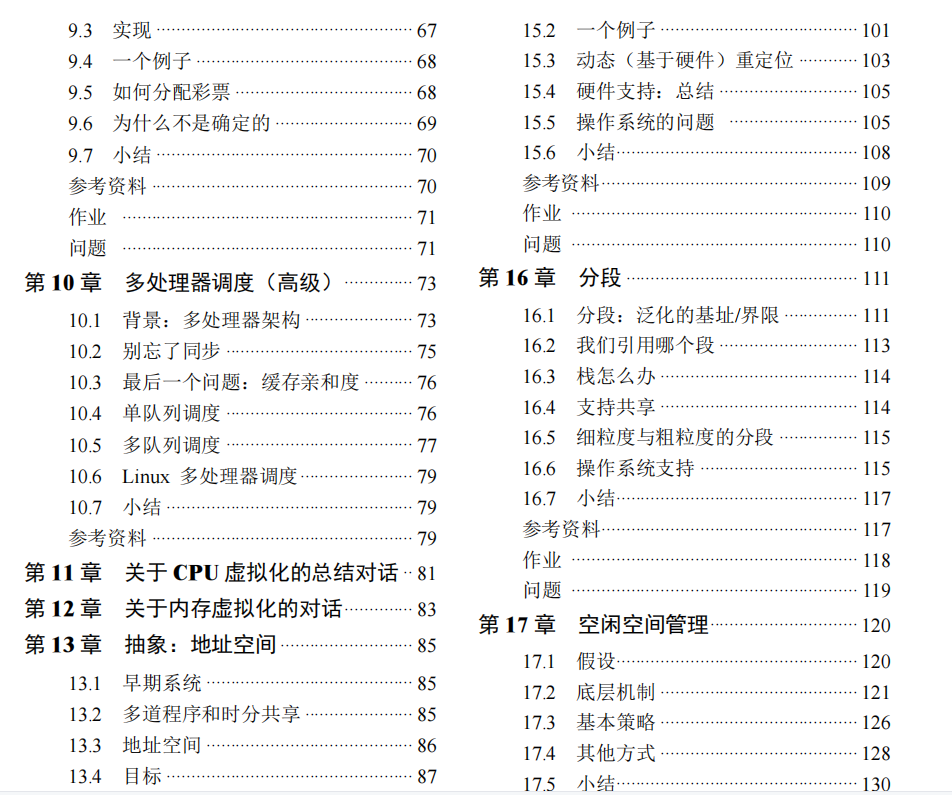 9.3 实现 67
9.4 一个例子 68
9.5 如何分配彩票 68
9.6 为什么不是确定的 69
9.7 小结 70
参考资料 70
作业 71
问题 71
第 10 章 多处理器调度（高级） 73
10.1 背景：多处理器架构 73
10.2 别忘了同步 75
10.3 最后一个问题：缓存亲和度 76
10.4 单队列调度 76
10.5 多队列调度 77
10.6 Linux 多处理器调度 79
10.7 小结 79
参考资料 79
第 11 章 关于 CPU 虚拟化的总结对话 81
第 12 章 关于内存虚拟化的对话 83
第 13 章 抽象：地址空间 85
13.1 早期系统 85
13.2 多道程序和时分共享 85
13.3 地址空间 86
13.4 目标 87
15.2 一个例子 101
15.3 动态（基于硬件）重定位 103
15.4 硬件支持：总结 105
15.5 操作系统的问题 105
15.6 小结 108
参考资料 109
作业 110
问题 110
第 16 章 分段 111
16.1 分段：泛化的基址/界限 111
16.2 我们引用哪个段 113
16.3 栈怎么办 114
16.4 支持共享 114
16.5 细粒度与粗粒度的分段 115
16.6 操作系统支持 115
16.7 小结 117
参考资料 117
作业 118
问题 119
第 17 章 空闲空间管理 120
17.1 假设 120
17.2 底层机制 121
17.3 基本策略 126
17.4 其他方式 128
17.5 小结 130